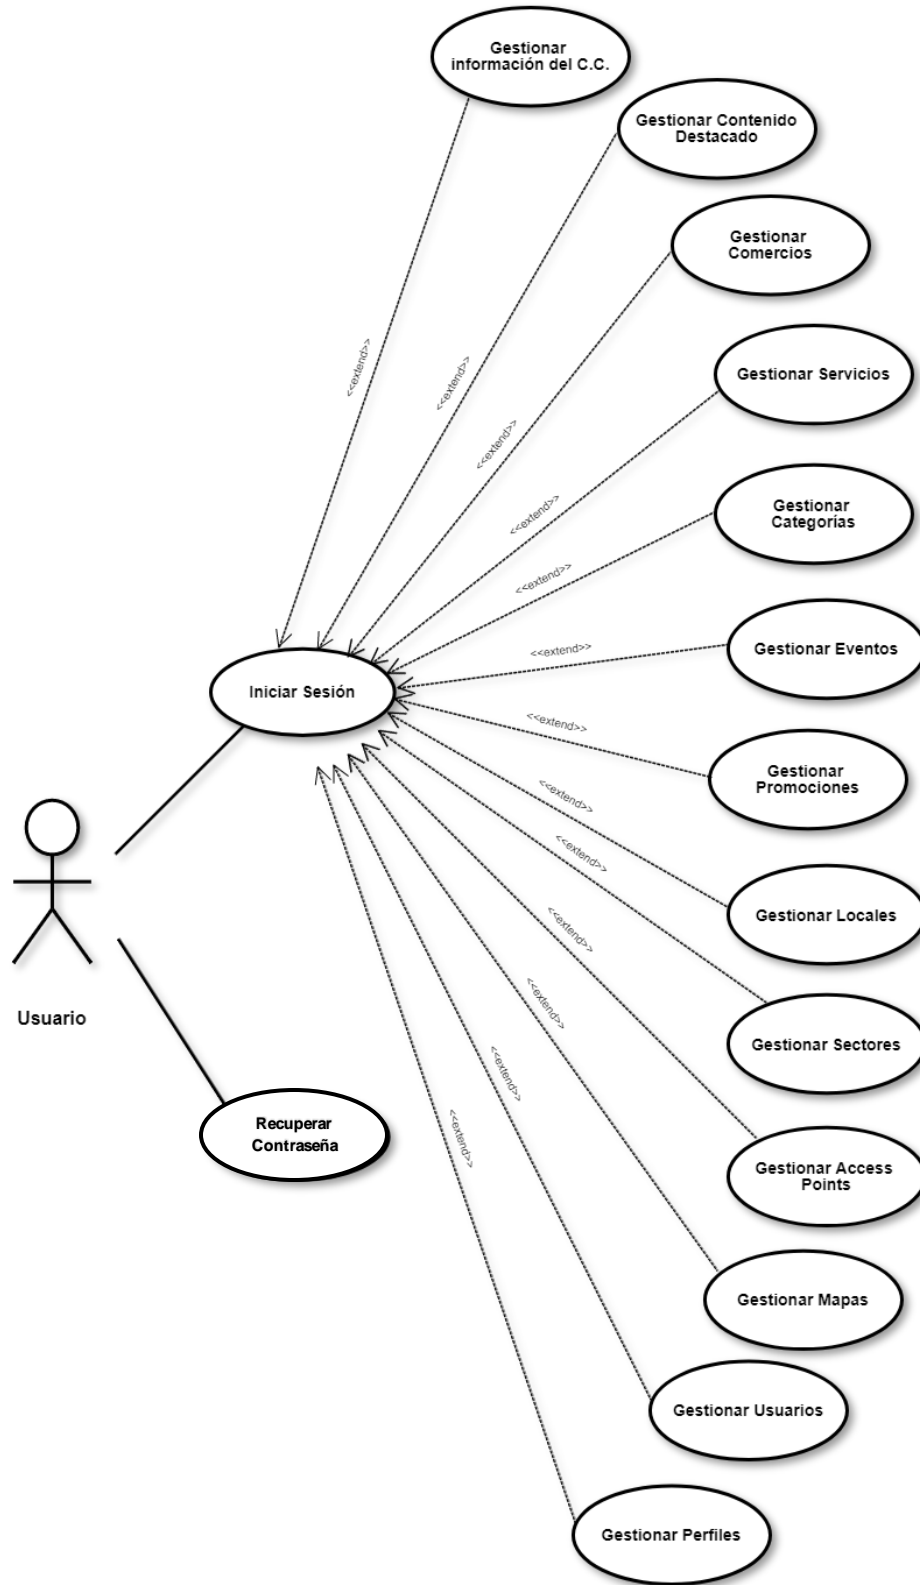 Gestionar
información del C.C.
Gestionar Contenido
Destacado
Gestionar
Comercios
<<extend>>
<<extend>>
Gestionar Servicios
<<extend>>
<<extend>>
Gestionar
Categorías
<<extend>>
<<extend>>
Gestionar Eventos
Iniciar Sesión
<<extend>>
Gestionar
Promociones
<<extend>>
<<extend>>
Gestionar Locales
<<extend>>
Usuario
<<extend>>
Gestionar Sectores
<<extend>>
Recuperar
Contraseña
<<extend>>
Gestionar Access
Points
Gestionar Mapas
Gestionar Usuarios
Gestionar Perfiles